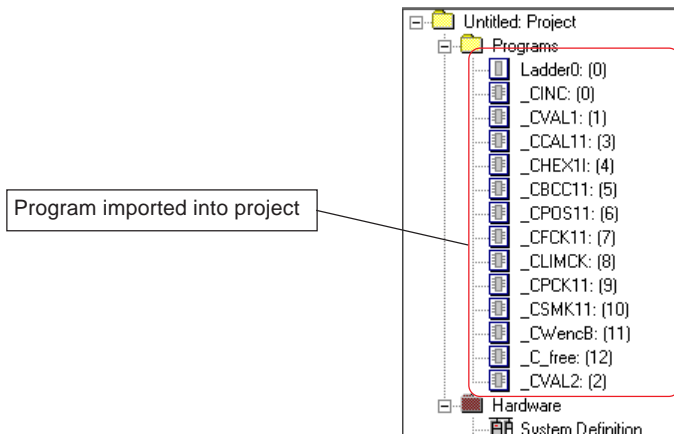 Untitled: Project
Programs
Ladder0: (0)
_CINC: (0)
_CVAL1: (1)
_CCAL11: (3)
_CHEX1I: (4)
_CBCC11: (5)
Program imported into project
_CPOS11: (6)
_CFCK11: (7)
_CLIMCK: (8)
_CPCK11: (9)
_CSMK11: (10)
_CWencB: (11)
_C_free: (12)
_CVAL2: (2)
Hardware
System Definition